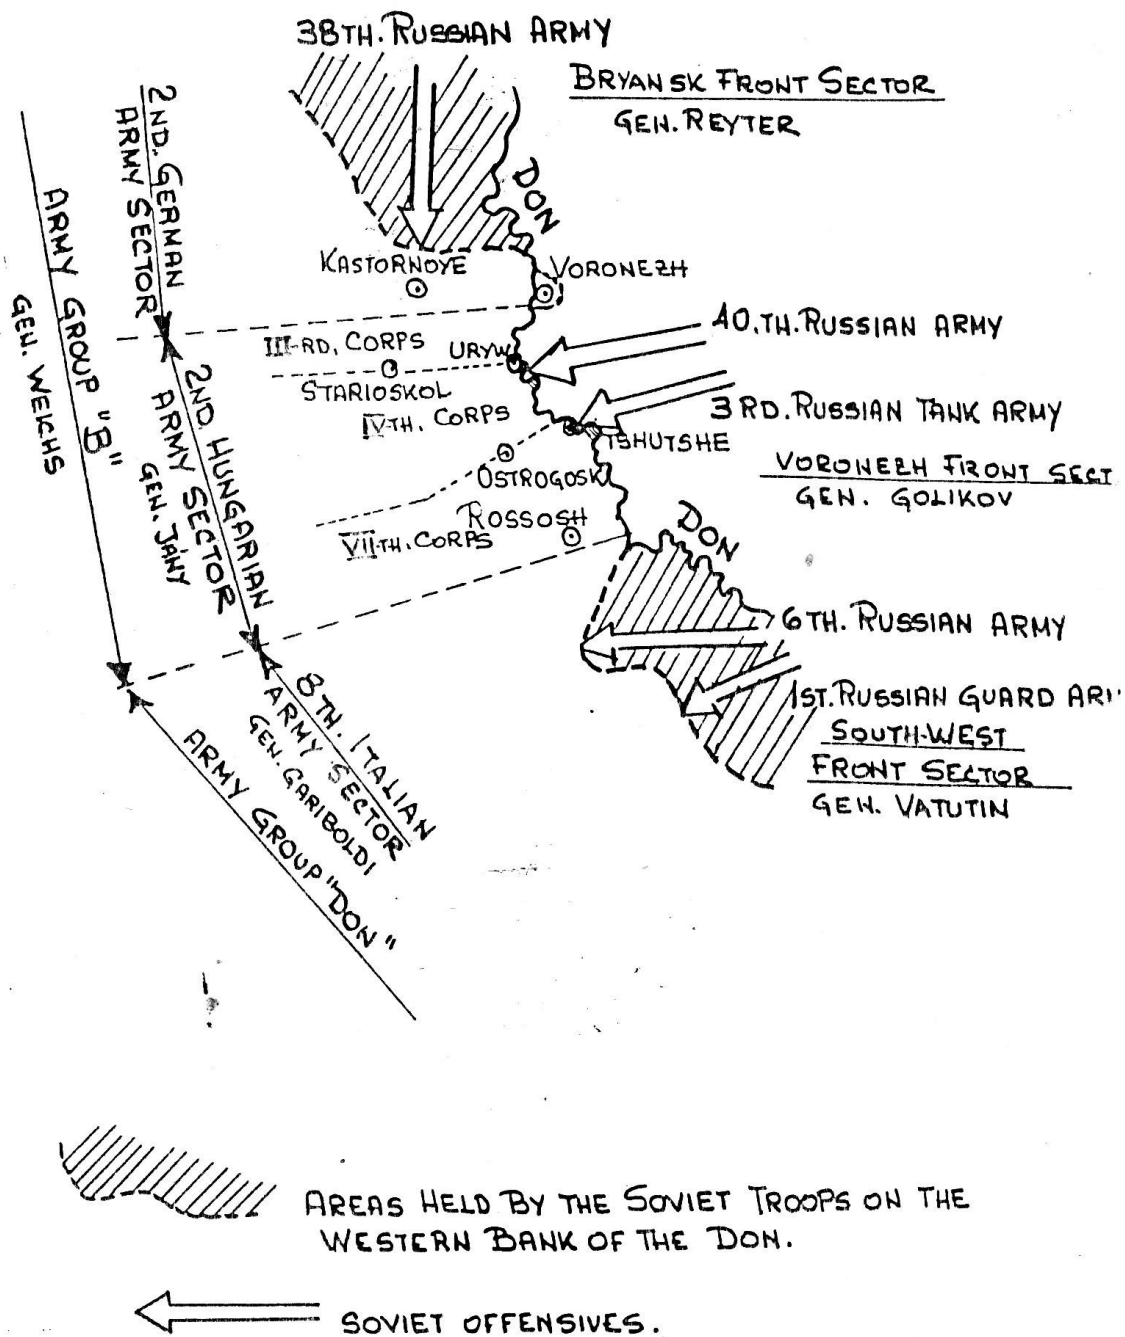 38TH. RUSSIAN ARMY
BRYANSK FRONT SECTOR
GEN. REYTER
2ND. GERMAN
ARMY SECTOR
ARMY GROUP "B"
GEN. WEICHS
DON
KASTORNOYE
VORONEZH
40.TH. RUSSIAN ARMY
III-RD. CORPS
URYW
STARIOSKOL
IV-TH. CORPS
3RD. RUSSIAN TANK ARMY
TSHUTSHE
VORONEZH FRONT SECT
GEN. GOLIKOV
OSTROGOSK
ROSSOSH
VII-TH. CORPS
2ND HUNGARIAN
ARMY SECTOR
GEN. JÁNY
DON
6TH. RUSSIAN ARMY
1ST. RUSSIAN GUARD AR
SOUTH-WEST
FRONT SECTOR
GEN. VATUTIN
8TH. ITALIAN
ARMY SECTOR
GEN. GARIBOLDI
ARMY GROUP "DON"
AREAS HELD BY THE SOVIET TROOPS ON THE
WESTERN BANK OF THE DON.
SOVIET OFFENSIVES.